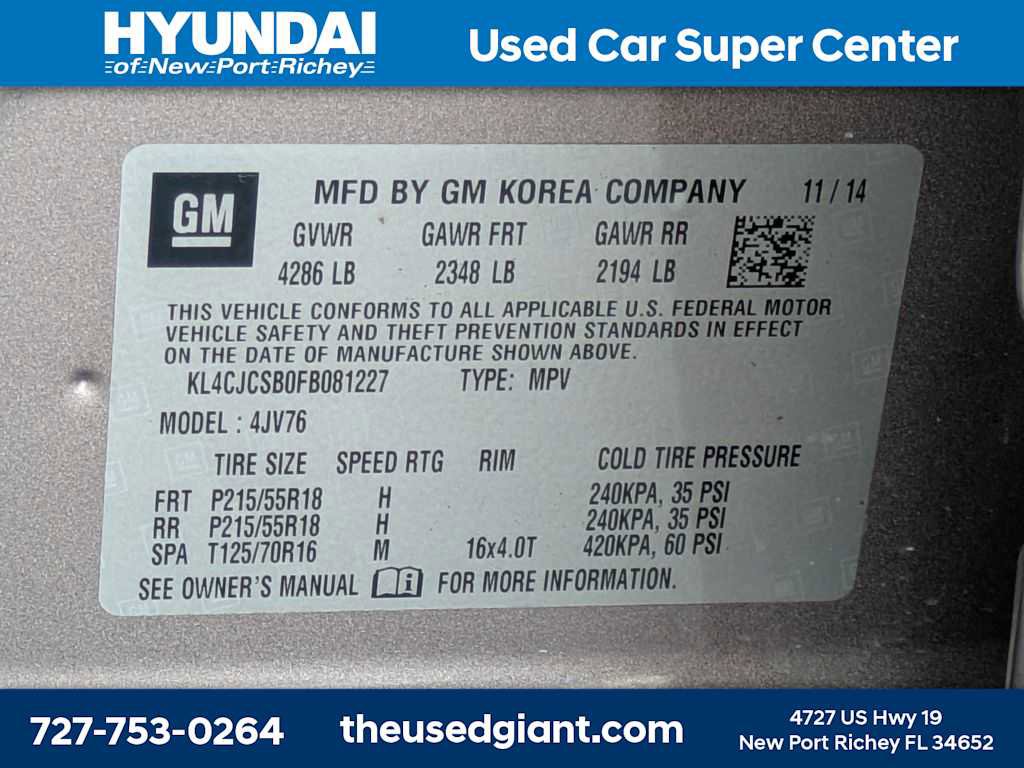 HYUNDAI
of New Port Richey
Used Car Super Center
GM
MFD BY GM KOREA COMPANY 11 / 14
GVWR GAWR FRT GAWR RR
4286 LB 2348 LB 2194 LB
THIS VEHICLE CONFORMS TO ALL APPLICABLE U.S. FEDERAL MOTOR
VEHICLE SAFETY AND THEFT PREVENTION STANDARDS IN EFFECT
ON THE DATE OF MANUFACTURE SHOWN ABOVE.
KL4CJCSB0FB081227 TYPE: MPV
MODEL : 4JV76
TIRE SIZE SPEED RTG RIM COLD TIRE PRESSURE
FRT P215/55R18 H 240KPA, 35 PSI
RR P215/55R18 H 240KPA, 35 PSI
SPA T125/70R16 M 16x4.0T 420KPA, 60 PSI
SEE OWNER'S MANUAL FOR MORE INFORMATION.
727-753-0264
theusedgiant.com
4727 US Hwy 19
New Port Richey FL 34652